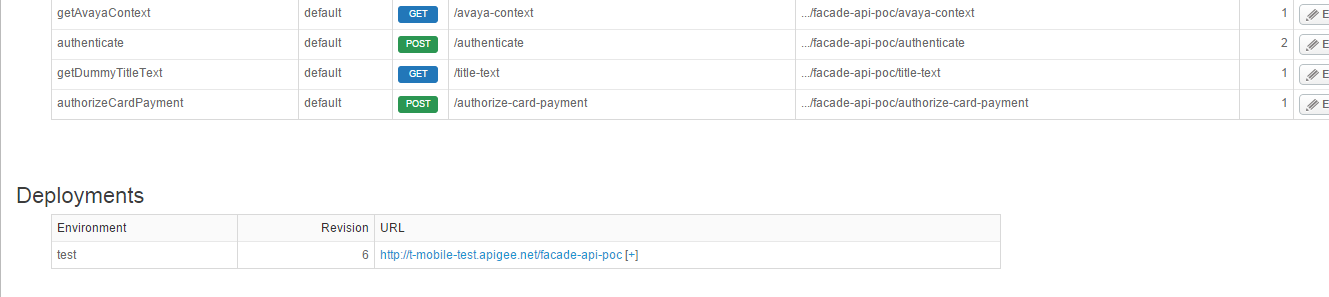 getAvayaContext default GET /avaya-context .../facade-api-poc/avaya-context 1 E
authenticate default POST /authenticate .../facade-api-poc/authenticate 2 E
getDummyTitleText default GET /title-text .../facade-api-poc/title-text 1 E
authorizeCardPayment default POST /authorize-card-payment .../facade-api-poc/authorize-card-payment 1 E
Deployments
Environment Revision URL
test 6 http://t-mobile-test.apigee.net/facade-api-poc [+]